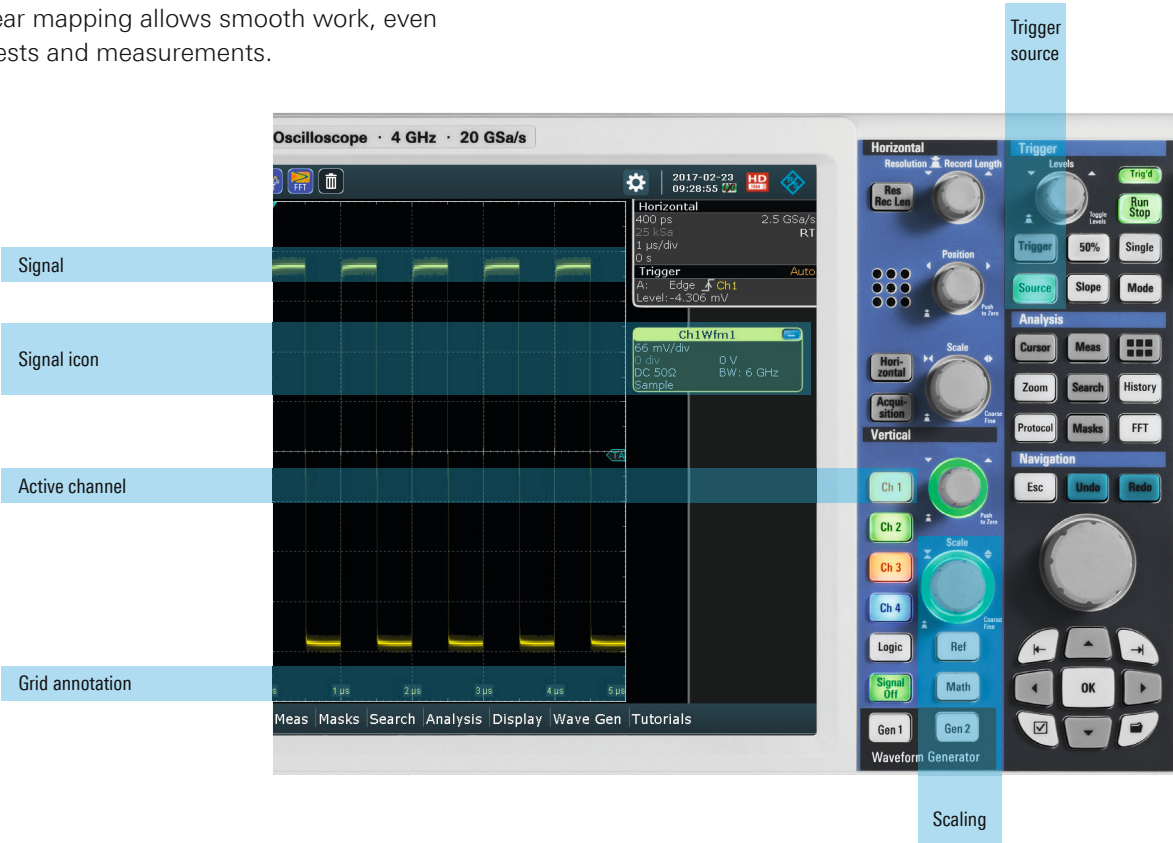 ear mapping allows smooth work, even
ests and measurements.
Trigger
source
Oscilloscope · 4 GHz · 20 GSa/s
FFT
2017-02-23
09:28:55
HD
Horizontal
400 ps 2.5 GSa/s
25 kSa RT
1 µs/div
0 s
Trigger Auto
A: Edge Ch1
Level:-4.306 mV
Signal
Signal icon
Ch1Wfm1
66 mV/div
0 div 0 V
DC 50Ω BW: 6 GHz
Sample
TA
Active channel
Grid annotation
s 1 µs 2 µs 3 µs 4 µs 5 µs
Meas Masks Search Analysis Display Wave Gen Tutorials
Horizontal
Resolution Record Length
Res
Rec Len
Position
Push
to Zero
Scale
Hori-
zontal
Acqui-
sition
Coarse
Fine
Vertical
Ch 1
Push
to Zero
Ch 2
Scale
Ch 3
Ch 4
Coarse
Fine
Logic Ref
Signal
Off
Math
Gen 1 Gen 2
Waveform Generator
Trigger
Levels
Trig'd
Run
Stop
Toggle
Levels
Trigger 50% Single
Source Slope Mode
Analysis
Cursor Meas
Zoom Search History
Protocol Masks FFT
Navigation
Esc Undo Redo
OK
Scaling